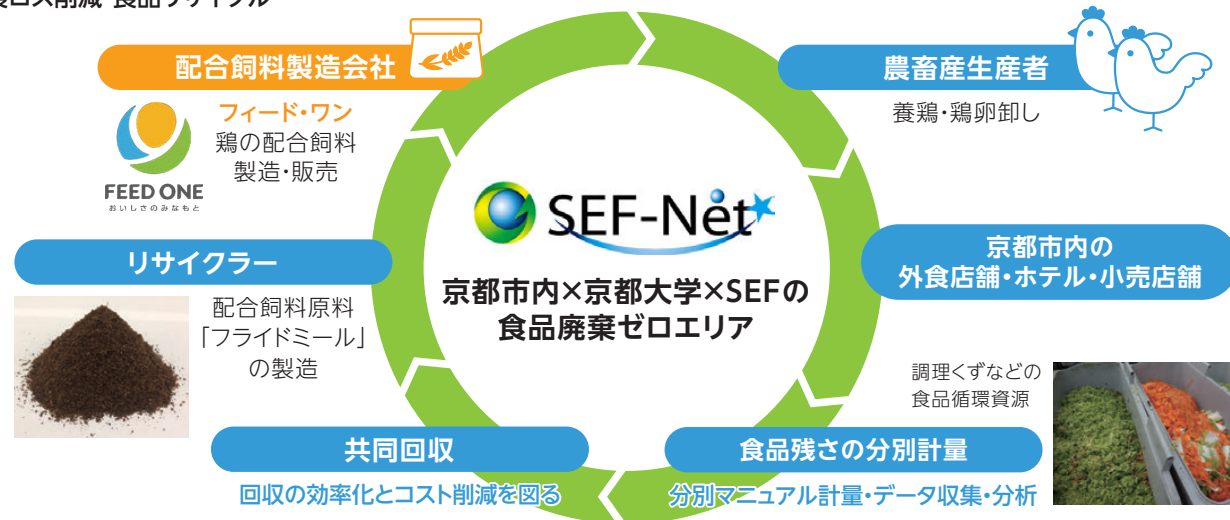 食品リサイクル
配合飼料製造会社
フィード・ワン
鶏の配合飼料
製造・販売
FEED ONE
おいしさのみなもと
農畜産生産者
養鶏・鶏卵卸し
SEF-Net
京都市内×京都大学×SEFの
食品廃棄ゼロエリア
京都市内の
外食店舗・ホテル・小売店舗
リサイクラー
配合飼料原料
「フライドミール」
の製造
調理くずなどの
食品循環資源
共同回収
回収の効率化とコスト削減を図る
食品残さの分別計量
分別マニュアル計量・データ収集・分析